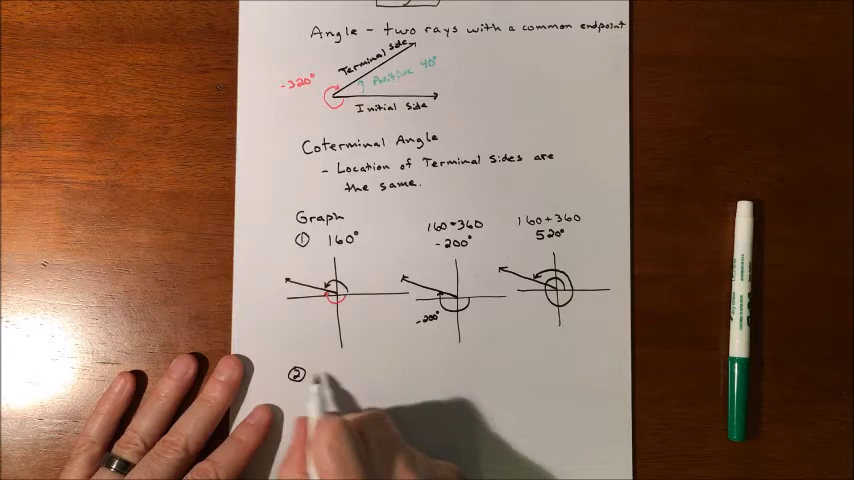 Angle - two rays with a common endpoint
Terminal side
-320°
Positive 40°
Initial side
Coterminal Angle
- Location of Terminal sides are
the same.
Graph
① 160°
160-360
-200°
160+360
520°
-200°
②